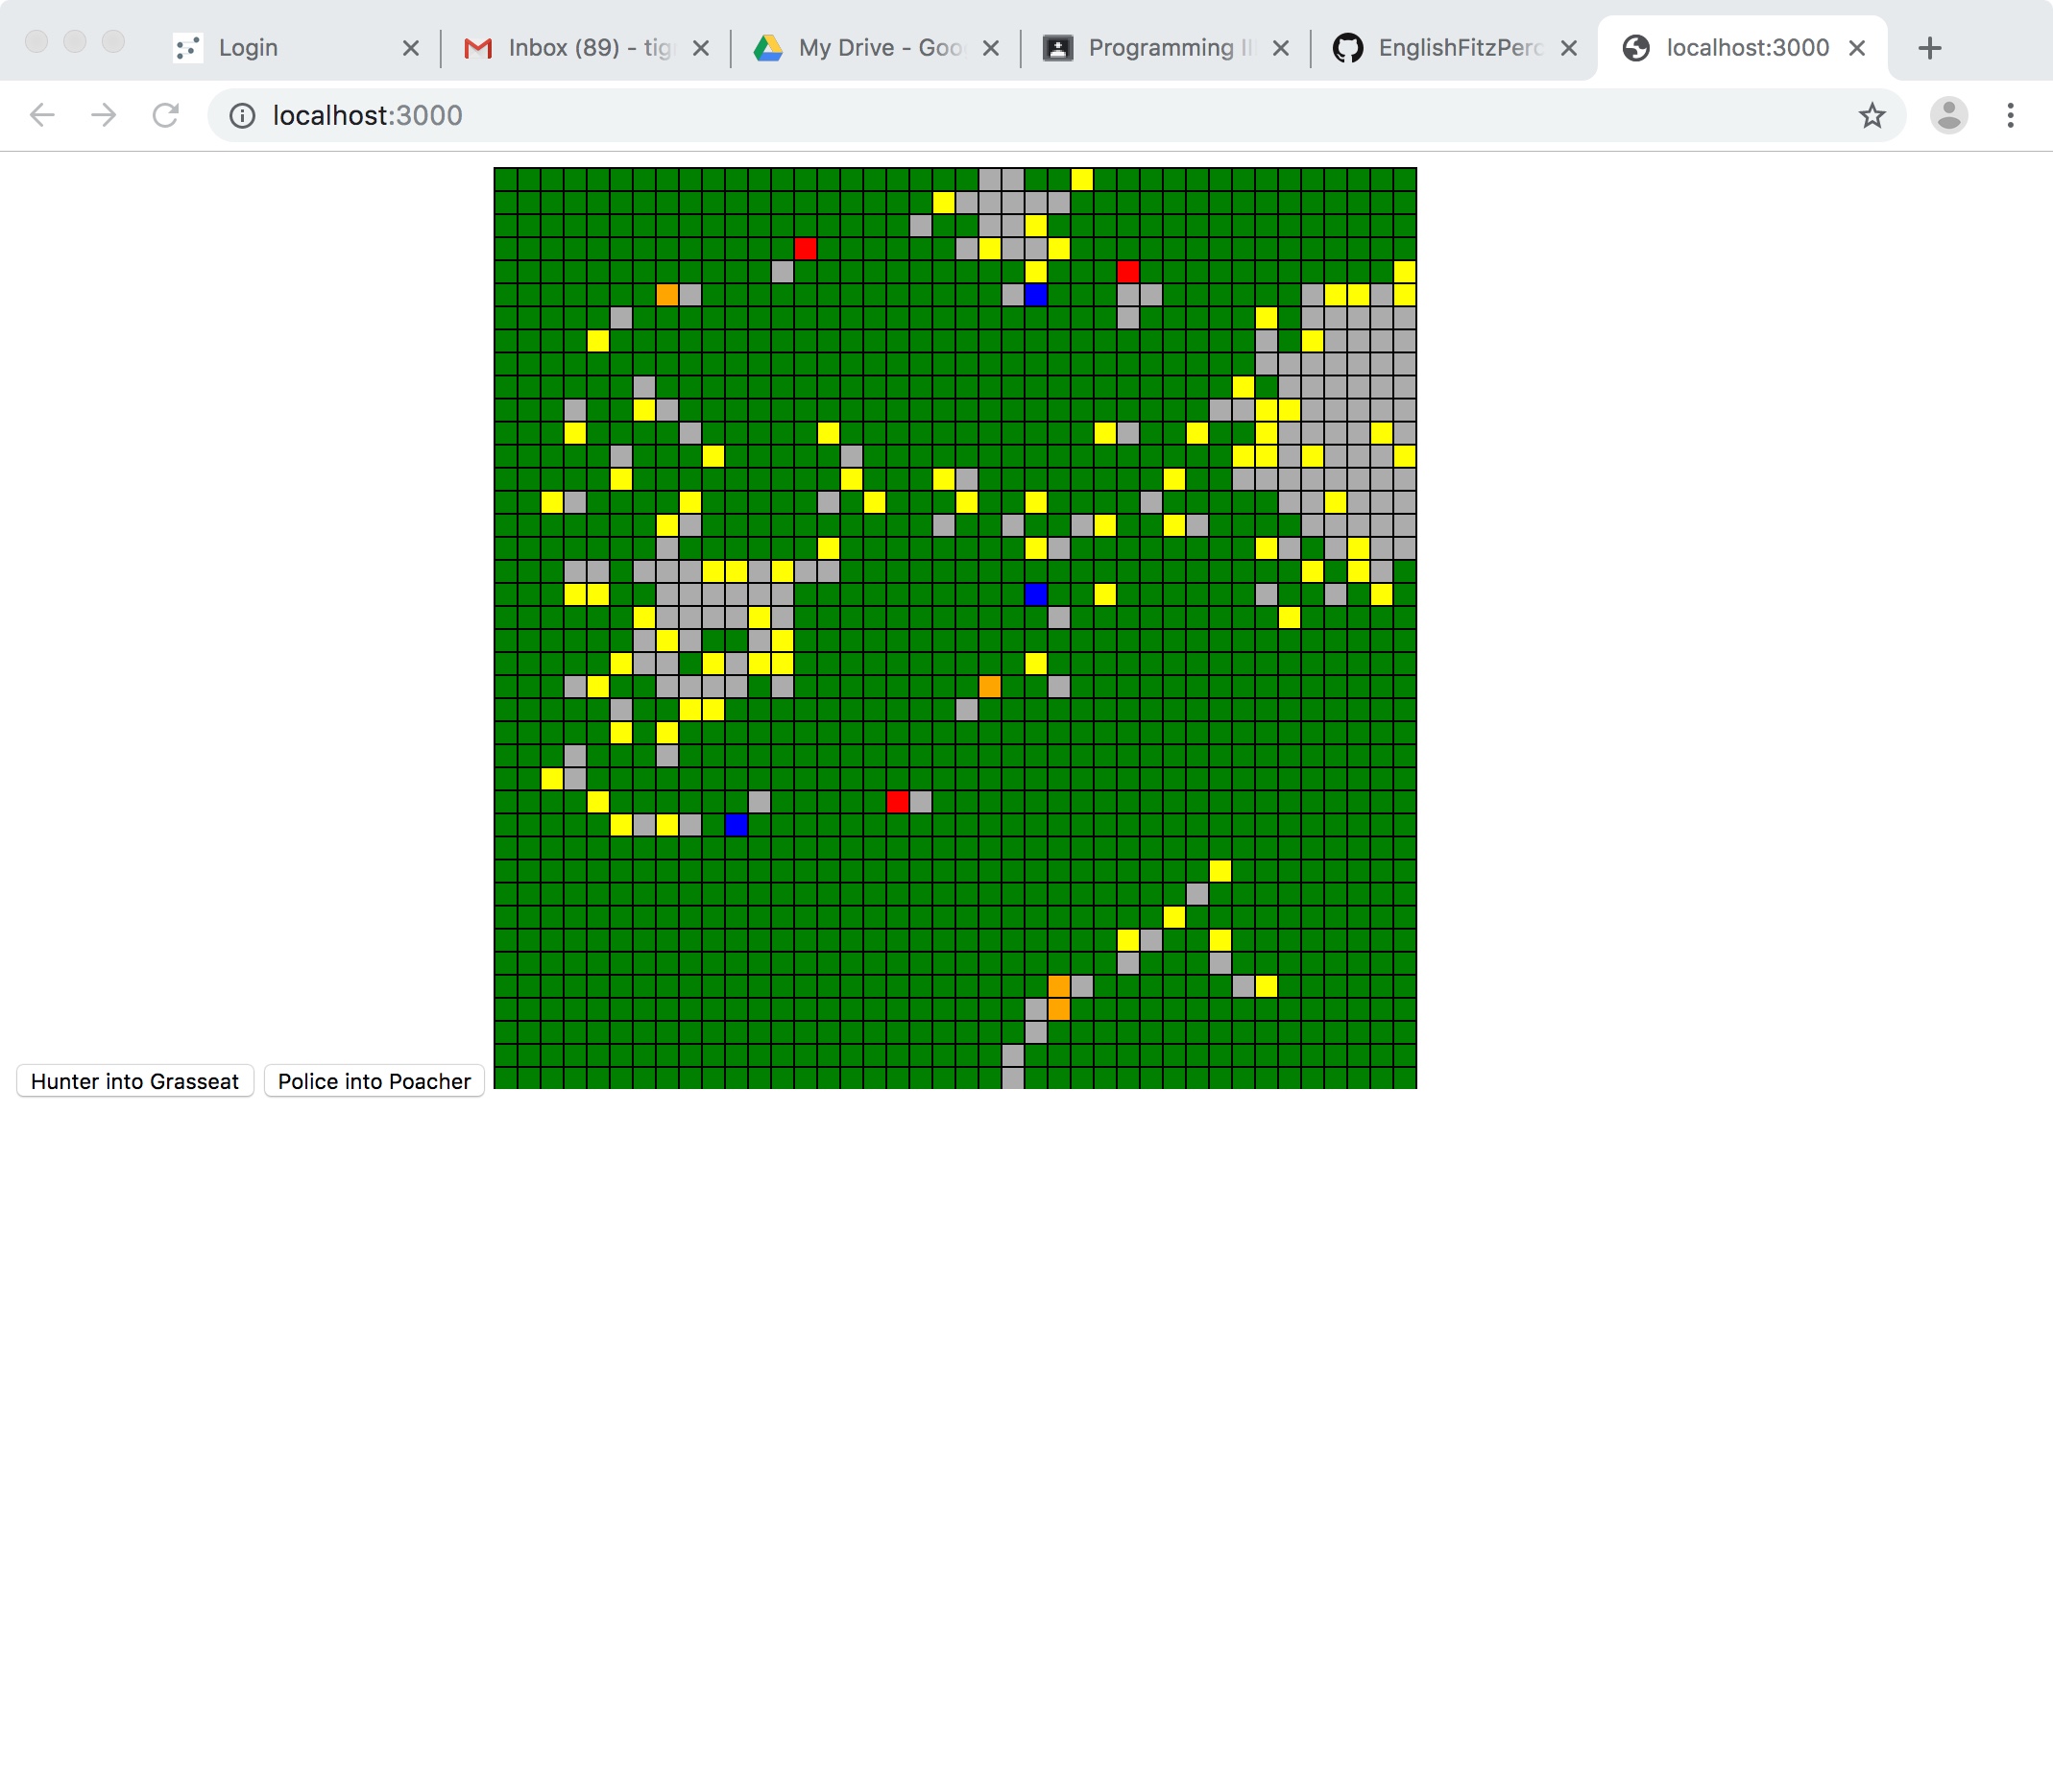 Login
Inbox (89) - tig
My Drive - Goo
Programming II
EnglishFitzPer
localhost:3000
localhost:3000
Hunter into Grasseat Police into Poacher